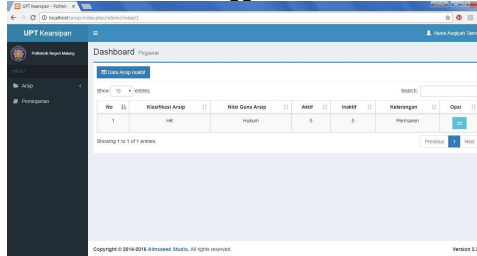 UPT Kearsipan - Politek
localhost/arsip/index.php/retensi/index/1
UPT Kearsipan
Politeknik Negeri Malang
MENU
Arsip
Peminjaman
Dashboard Pegawai
Data Arsip Inaktif
Show 10 entries
Search:
No Klasifikasi Arsip Nilai Guna Arsip Aktif Inaktif Keterangan Opsi
1 HK Hukum 5 5 Permanen
Showing 1 to 1 of 1 entries
Previous 1 Next
Copyright © 2014-2016 Almsaeed Studio. All rights reserved.
Version 2.